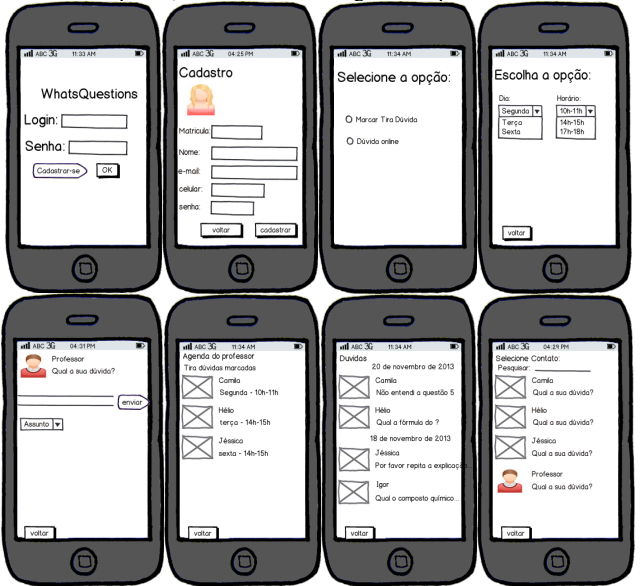 ABC 3G 11:33 AM
WhatsQuestions
Login:
Senha:
Cadastrar-se OK
ABC 3G 04:25 PM
Cadastro
Matricula:
Nome:
e-mail:
celular:
senha:
voltar cadastrar
ABC 3G 11:34 AM
Selecione a opção:
Marcar Tira Dúvida
Dúvida online
ABC 3G 11:34 AM
Escolha a opção:
Dia: Horário:
Segunda 10h-11h
Terça 14h-15h
Sexta 17h-18h
voltar
ABC 3G 04:31 PM
Professor
Qual a sua dúvida?
enviar
Assunto
voltar
ABC 3G 11:34 AM
Agenda do professor
Tira dúvidas marcadas
Camila
Segunda - 10h-11h
Hélio
terça - 14h-15h
Jéssica
sexta - 14h-15h
voltar
ABC 3G 11:34 AM
Duvidas
20 de novembro de 2013
Camila
Não entendi a questão 5
Hélio
Qual a fórmula do ?
18 de novembro de 2013
Jéssica
Por favor repita a explicação...
Igor
Qual o composto químico...
voltar
ABC 3G 04:29 PM
Selecione Contato:
Pesquisar:
Camila
Qual a sua dúvida?
Hélio
Qual a sua dúvida?
Jéssica
Qual a sua dúvida?
Professor
Qual a sua dúvida?
voltar